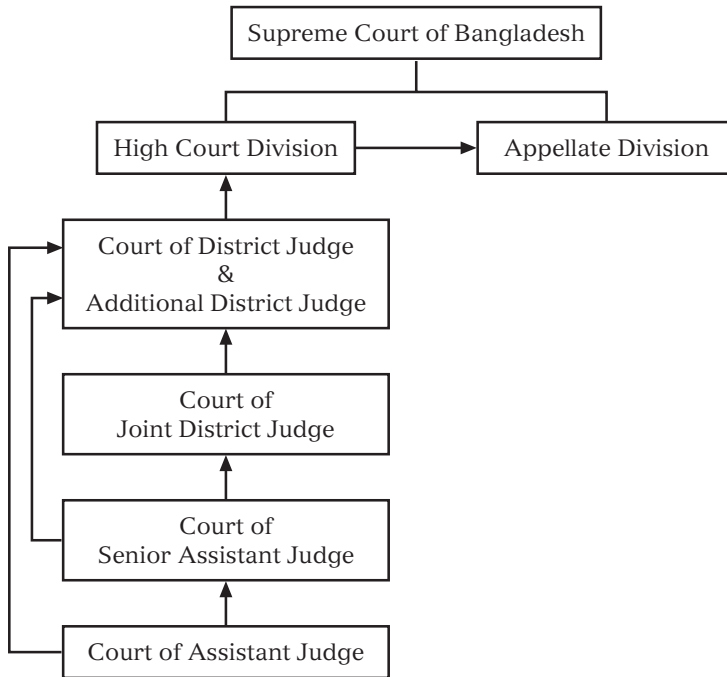 Supreme Court of Bangladesh
High Court Division
Appellate Division
Court of District Judge
&
Additional District Judge
Court of
Joint District Judge
Court of
Senior Assistant Judge
Court of Assistant Judge